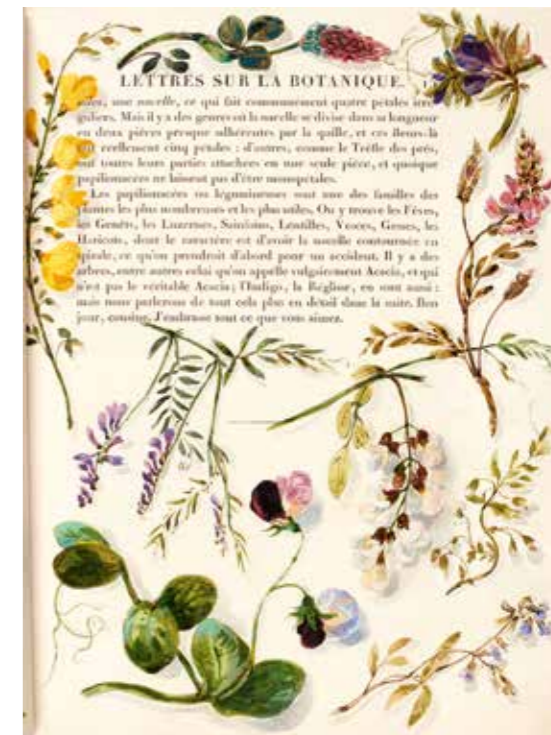 LETTRES SUR LA BOTANIQUE.
une nacelle, ce qui fait communément quatre pétales irré-
guliers. Mais il y a des genres où la nacelle se divise dans sa longueur
en deux pièces presque adhérentes par la quille, et ces fleurs-là
ont réellement cinq pétales : d'autres, comme le Trèfle des prés,
ont toutes leurs parties attachées en une seule pièce, et quoique
papilionacées ne laissent pas d'être monopétales.
Les papilionacées ou légumineuses sont une des familles des
plantes les plus nombreuses et les plus utiles. On y trouve les Fèves,
les Genêts, les Luzernes, Sainfoins, Lentilles, Vesces, Gesses, les
Haricots, dont le caractère est d'avoir la nacelle contournée en
spirale, ce qu'on prendroit d'abord pour un accident. Il y a des
arbres, entre autres celui qu'on appelle vulgairement Acacia, et qui
n'est pas le véritable Acacia ; l'Indigo, la Réglisse, en sont aussi :
mais nous parlerons de tout cela plus en détail dans la suite. Bon
jour, cousine. J'embrasse tout ce que vous aimez.